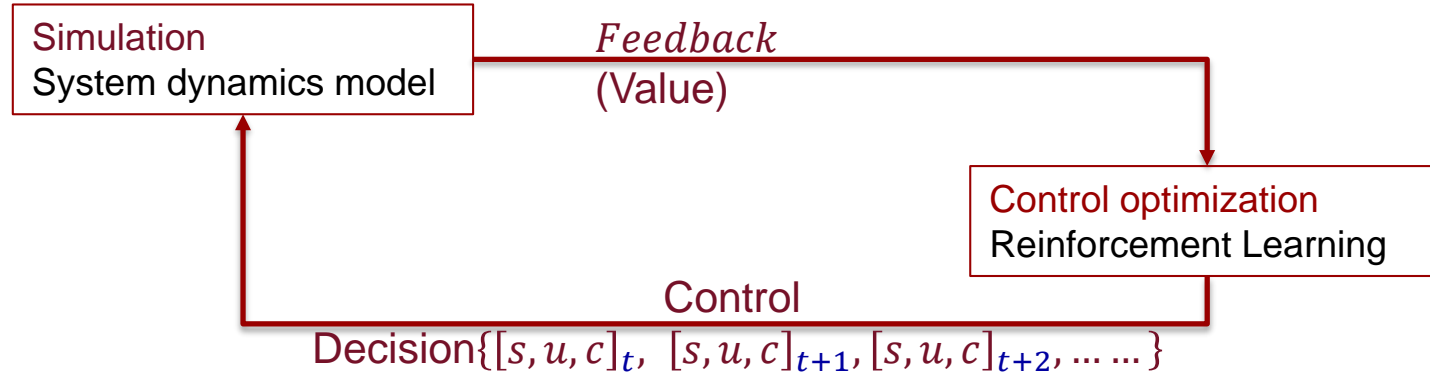 Simulation
System dynamics model
Feedback
(Value)
Control optimization
Reinforcement Learning
Control
Decision{[s, u, c]t, [s, u, c]t+1, [s, u, c]t+2, ... ... }